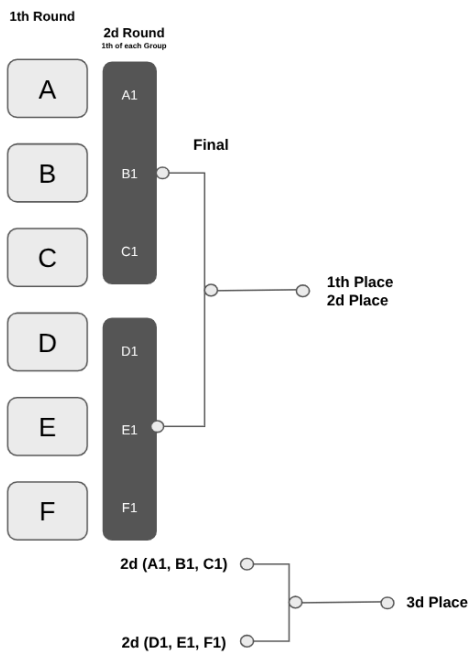 1th Round
2d Round
1th of each Group
A
A1
Final
B
B1
C
C1
1th Place
2d Place
D
D1
E
E1
F
F1
2d (A1, B1, C1)
3d Place
2d (D1, E1, F1)